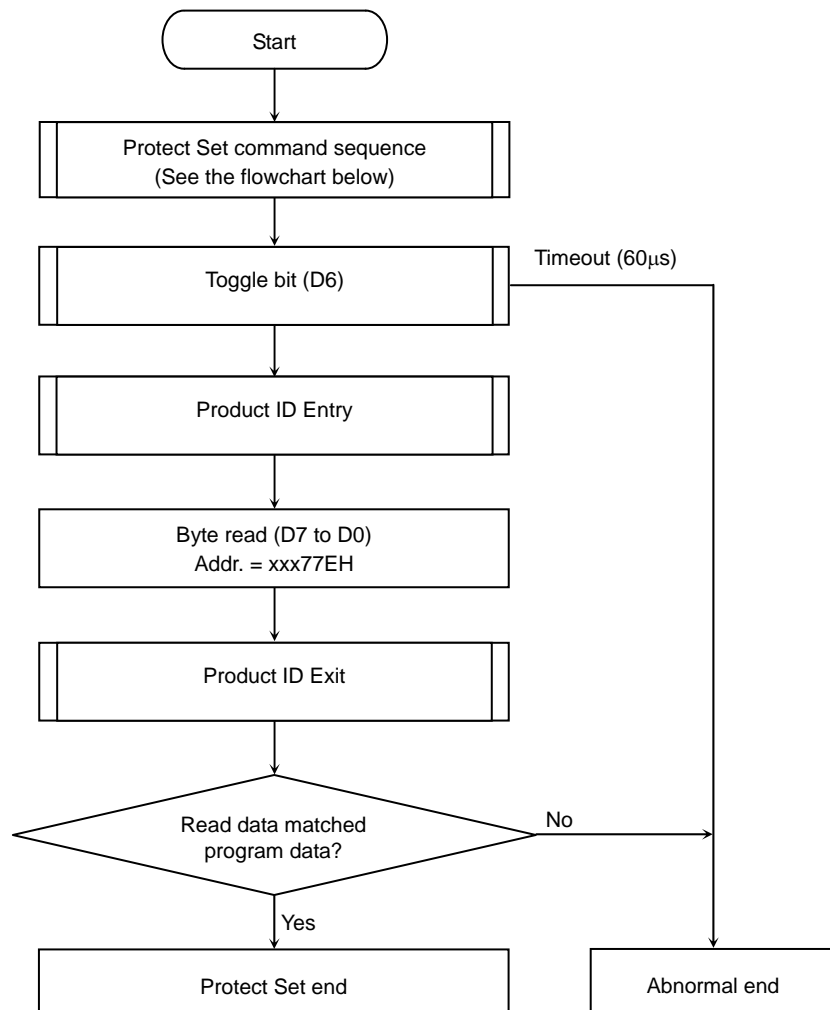 Start
Protect Set command sequence
(See the flowchart below)
Timeout (60μs)
Toggle bit (D6)
Product ID Entry
Byte read (D7 to D0)
Addr. = xxx77EH
Product ID Exit
Read data matched
program data?
No
Yes
Protect Set end
Abnormal end